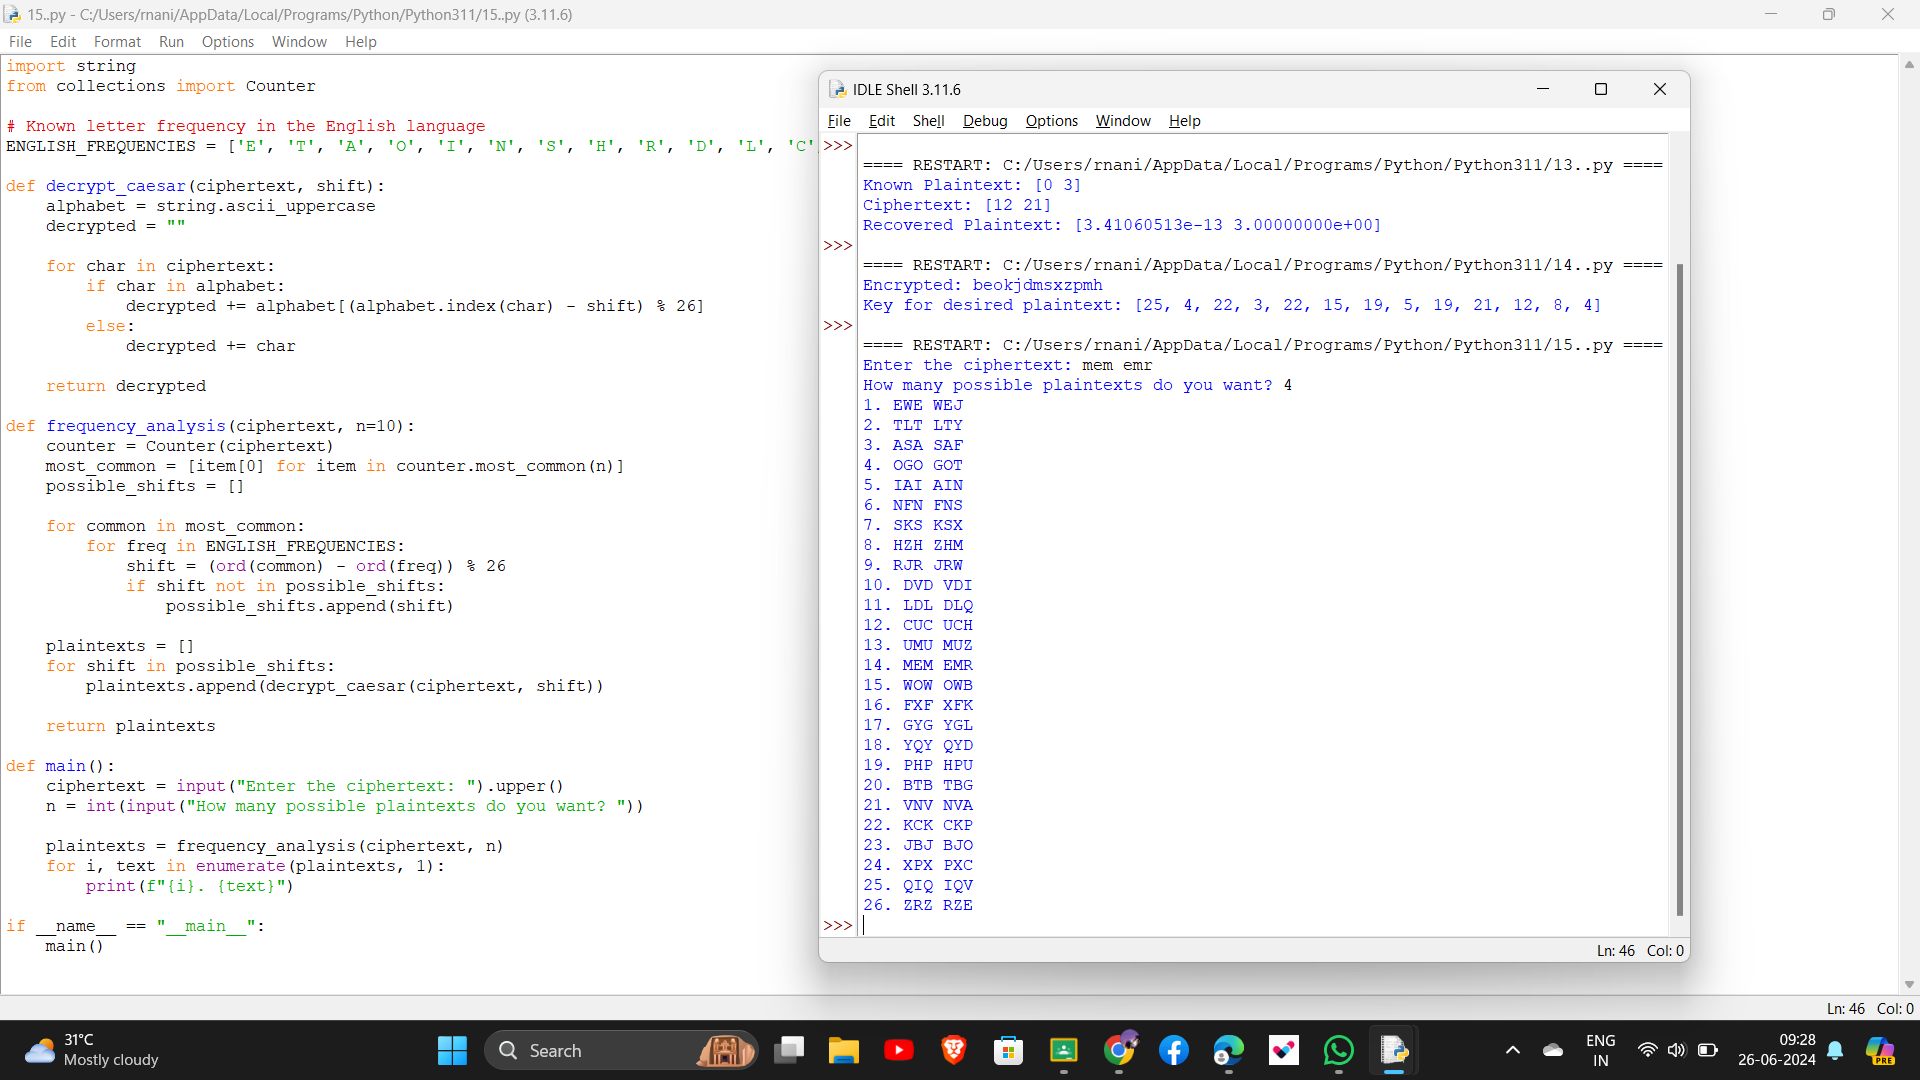 15..py - C:/Users/rnani/AppData/Local/Programs/Python/Python311/15..py (3.11.6)
File Edit Format Run Options Window Help
import string
from collections import Counter
# Known letter frequency in the English language
ENGLISH_FREQUENCIES = ['E', 'T', 'A', 'O', 'I', 'N', 'S', 'H', 'R', 'D', 'L', 'C'
def decrypt_caesar(ciphertext, shift):
    alphabet = string.ascii_uppercase
    decrypted = ""
    for char in ciphertext:
        if char in alphabet:
            decrypted += alphabet[(alphabet.index(char) - shift) % 26]
        else:
            decrypted += char
    return decrypted
def frequency_analysis(ciphertext, n=10):
    counter = Counter(ciphertext)
    most_common = [item[0] for item in counter.most_common(n)]
    possible_shifts = []
    for common in most_common:
        for freq in ENGLISH_FREQUENCIES:
            shift = (ord(common) - ord(freq)) % 26
            if shift not in possible_shifts:
                possible_shifts.append(shift)
    plaintexts = []
    for shift in possible_shifts:
        plaintexts.append(decrypt_caesar(ciphertext, shift))
    return plaintexts
def main():
    ciphertext = input("Enter the ciphertext: ").upper()
    n = int(input("How many possible plaintexts do you want? "))
    plaintexts = frequency_analysis(ciphertext, n)
    for i, text in enumerate(plaintexts, 1):
        print(f"{i}. {text}")
if __name__ == "__main__":
    main()
IDLE Shell 3.11.6
File Edit Shell Debug Options Window Help
>>>
==== RESTART: C:/Users/rnani/AppData/Local/Programs/Python/Python311/13..py ====
Known Plaintext: [0 3]
Ciphertext: [12 21]
Recovered Plaintext: [3.41060513e-13 3.00000000e+00]
>>>
==== RESTART: C:/Users/rnani/AppData/Local/Programs/Python/Python311/14..py ====
Encrypted: beokjdmsxzpmh
Key for desired plaintext: [25, 4, 22, 3, 22, 15, 19, 5, 19, 21, 12, 8, 4]
>>>
==== RESTART: C:/Users/rnani/AppData/Local/Programs/Python/Python311/15..py ====
Enter the ciphertext: mem emr
How many possible plaintexts do you want? 4
1. EWE WEJ
2. TLT LTY
3. ASA SAF
4. OGO GOT
5. IAI AIN
6. NFN FNS
7. SKS KSX
8. HZH ZHM
9. RJR JRW
10. DVD VDI
11. LDL DLQ
12. CUC UCH
13. UMU MUZ
14. MEM EMR
15. WOW OWB
16. FXF XFK
17. GYG YGL
18. YQY QYD
19. PHP HPU
20. BTB TBG
21. VNV NVA
22. KCK CKP
23. JBJ BJO
24. XPX PXC
25. QIQ IQV
26. ZRZ RZE
>>>
Ln: 46 Col: 0
Ln: 46 Col: 0
31°C
Mostly cloudy
Search
ENG
IN
09:28
26-06-2024
PRE